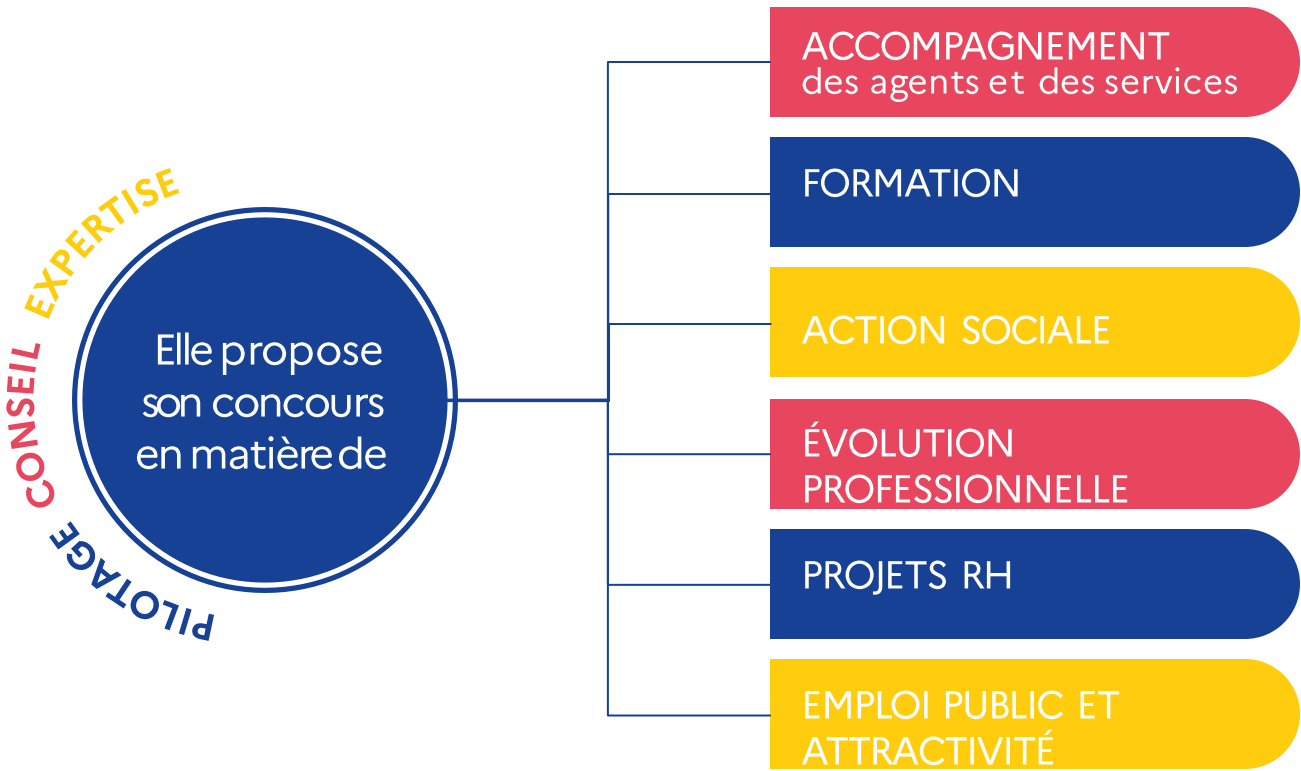 EXPERTISE
CONSEIL
PILOTAGE
Elle propose
son concours
en matière de
ACCOMPAGNEMENT
des agents et des services
FORMATION
ACTION SOCIALE
ÉVOLUTION
PROFESSIONNELLE
PROJETS RH
EMPLOI PUBLIC ET
ATTRACTIVITÉ